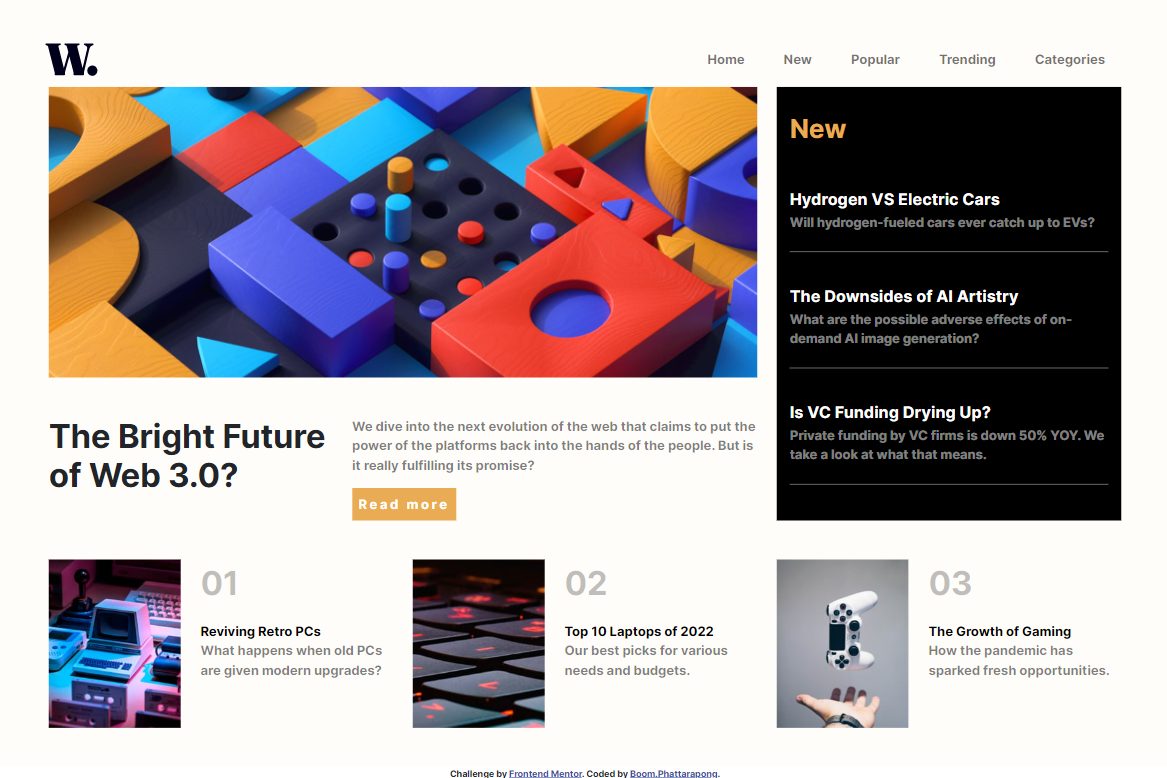 W.
Home New Popular Trending Categories
New
Hydrogen VS Electric Cars
Will hydrogen-fueled cars ever catch up to EVs?
The Downsides of AI Artistry
What are the possible adverse effects of on-
demand AI image generation?
Is VC Funding Drying Up?
Private funding by VC firms is down 50% YOY. We
take a look at what that means.
The Bright Future
of Web 3.0?
We dive into the next evolution of the web that claims to put the
power of the platforms back into the hands of the people. But is
it really fulfilling its promise?
Read more
01
Reviving Retro PCs
What happens when old PCs
are given modern upgrades?
02
Top 10 Laptops of 2022
Our best picks for various
needs and budgets.
03
The Growth of Gaming
How the pandemic has
sparked fresh opportunities.
Challenge by Frontend Mentor. Coded by Boom.Phattarapong.